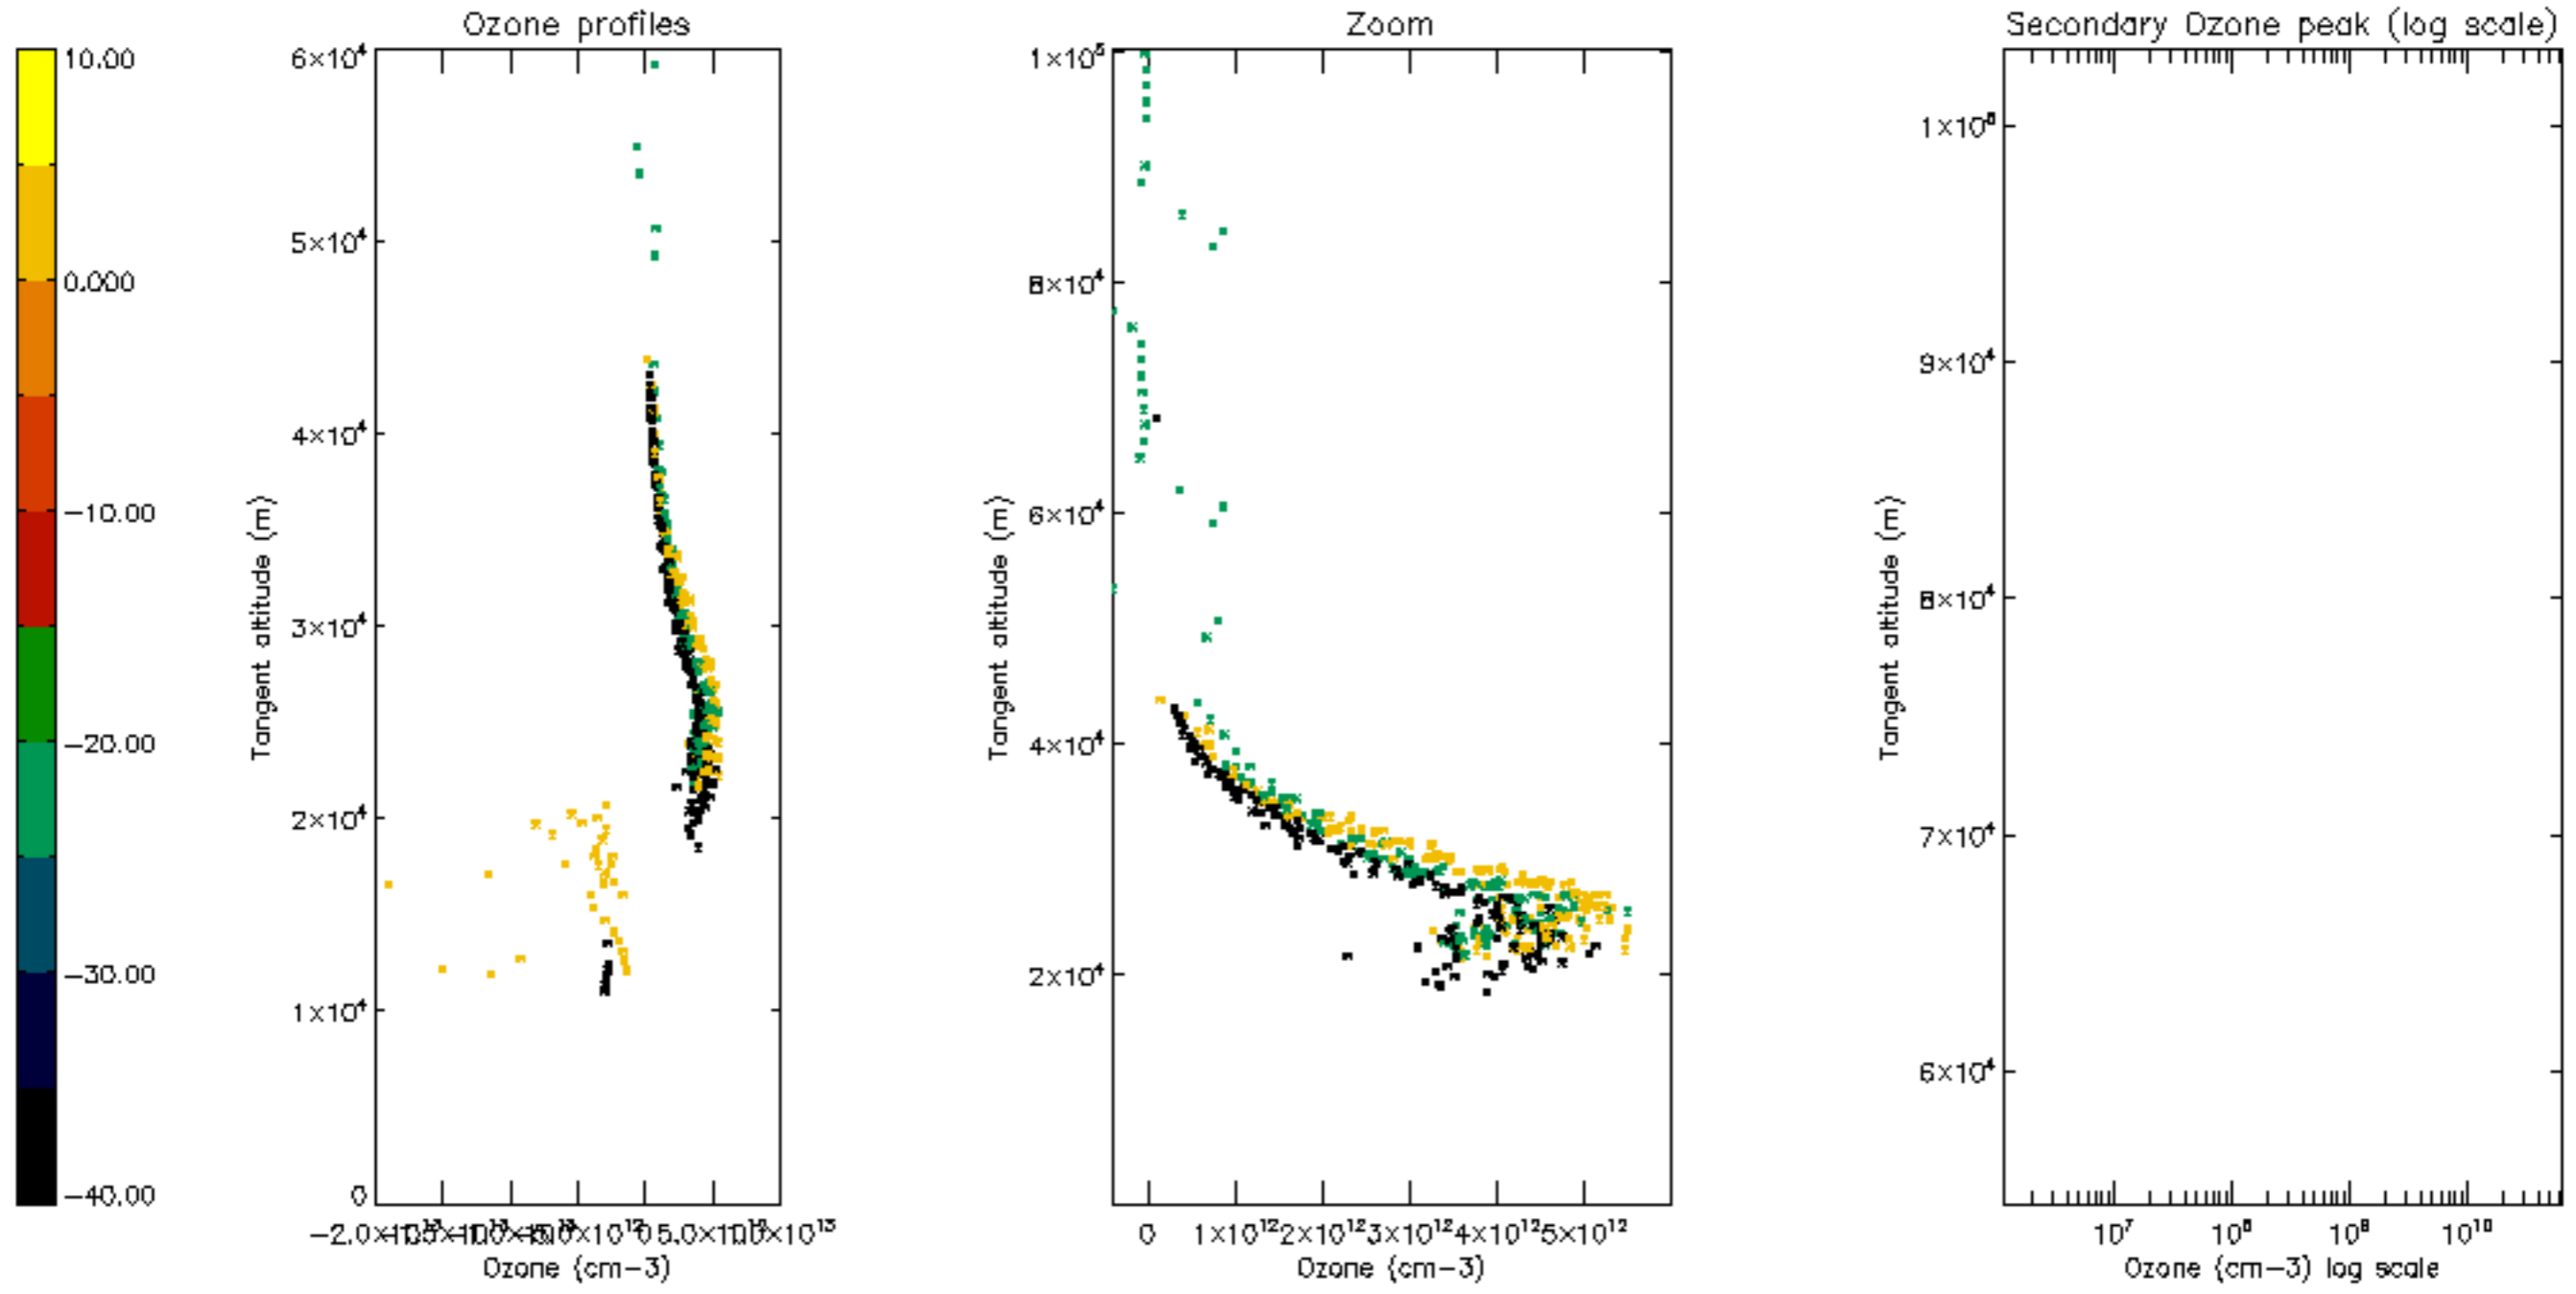 Ozone profiles
Zoom
Secondary Ozone peak (log scale)
10.00
0.000
−10.00
−20.00
−30.00
−40.00
6×10⁴
5×10⁴
4×10⁴
3×10⁴
2×10⁴
1×10⁴
0
Tangent altitude (m)
Ozone (cm−3)
1×10⁵
8×10⁴
6×10⁴
4×10⁴
2×10⁴
Tangent altitude (m)
0 1×10¹² 2×10¹² 3×10¹² 4×10¹² 5×10¹²
Ozone (cm−3)
9×10⁴
8×10⁴
7×10⁴
6×10⁴
Tangent altitude (m)
10⁷ 10⁸ 10⁹ 10¹⁰
Ozone (cm−3) log scale